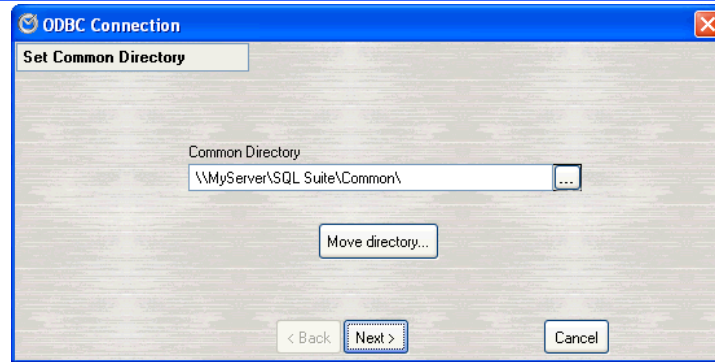 ODBC Connection
Set Common Directory
Common Directory
\\MyServer\SQL Suite\Common\ ...
Move directory...
< Back Next > Cancel